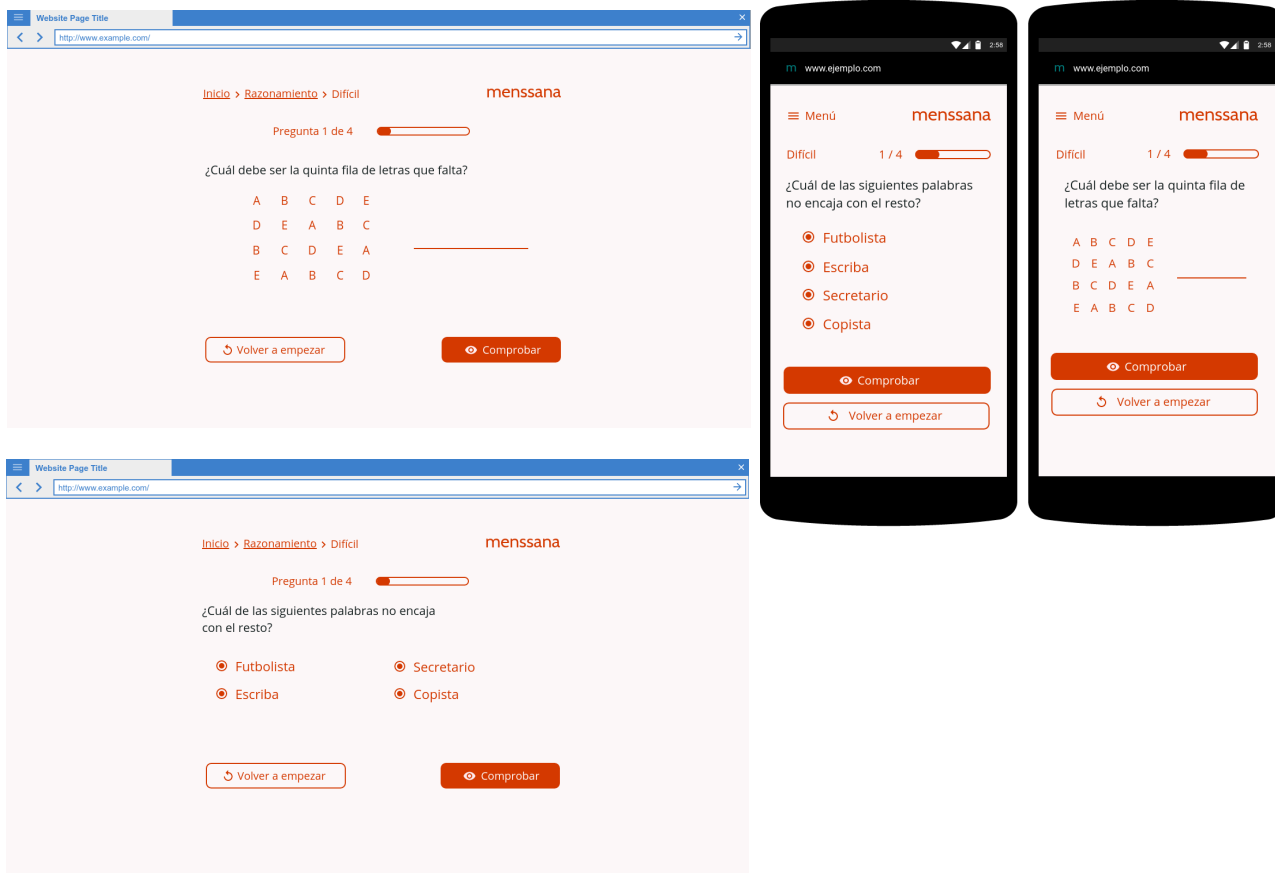 Website Page Title
http://www.example.com/
Inicio > Razonamiento > Difícil
menssana
Pregunta 1 de 4
¿Cuál debe ser la quinta fila de letras que falta?
A B C D E
D E A B C
B C D E A
E A B C D
Volver a empezar
Comprobar
2:58
m www.ejemplo.com
Menú
menssana
Difícil
1 / 4
¿Cuál de las siguientes palabras
no encaja con el resto?
Futbolista
Escriba
Secretario
Copista
Comprobar
Volver a empezar
2:58
m www.ejemplo.com
Menú
menssana
Difícil
1 / 4
¿Cuál debe ser la quinta fila de
letras que falta?
A B C D E
D E A B C
B C D E A
E A B C D
Comprobar
Volver a empezar
Website Page Title
http://www.example.com/
Inicio > Razonamiento > Difícil
menssana
Pregunta 1 de 4
¿Cuál de las siguientes palabras no encaja
con el resto?
Futbolista
Secretario
Escriba
Copista
Volver a empezar
Comprobar